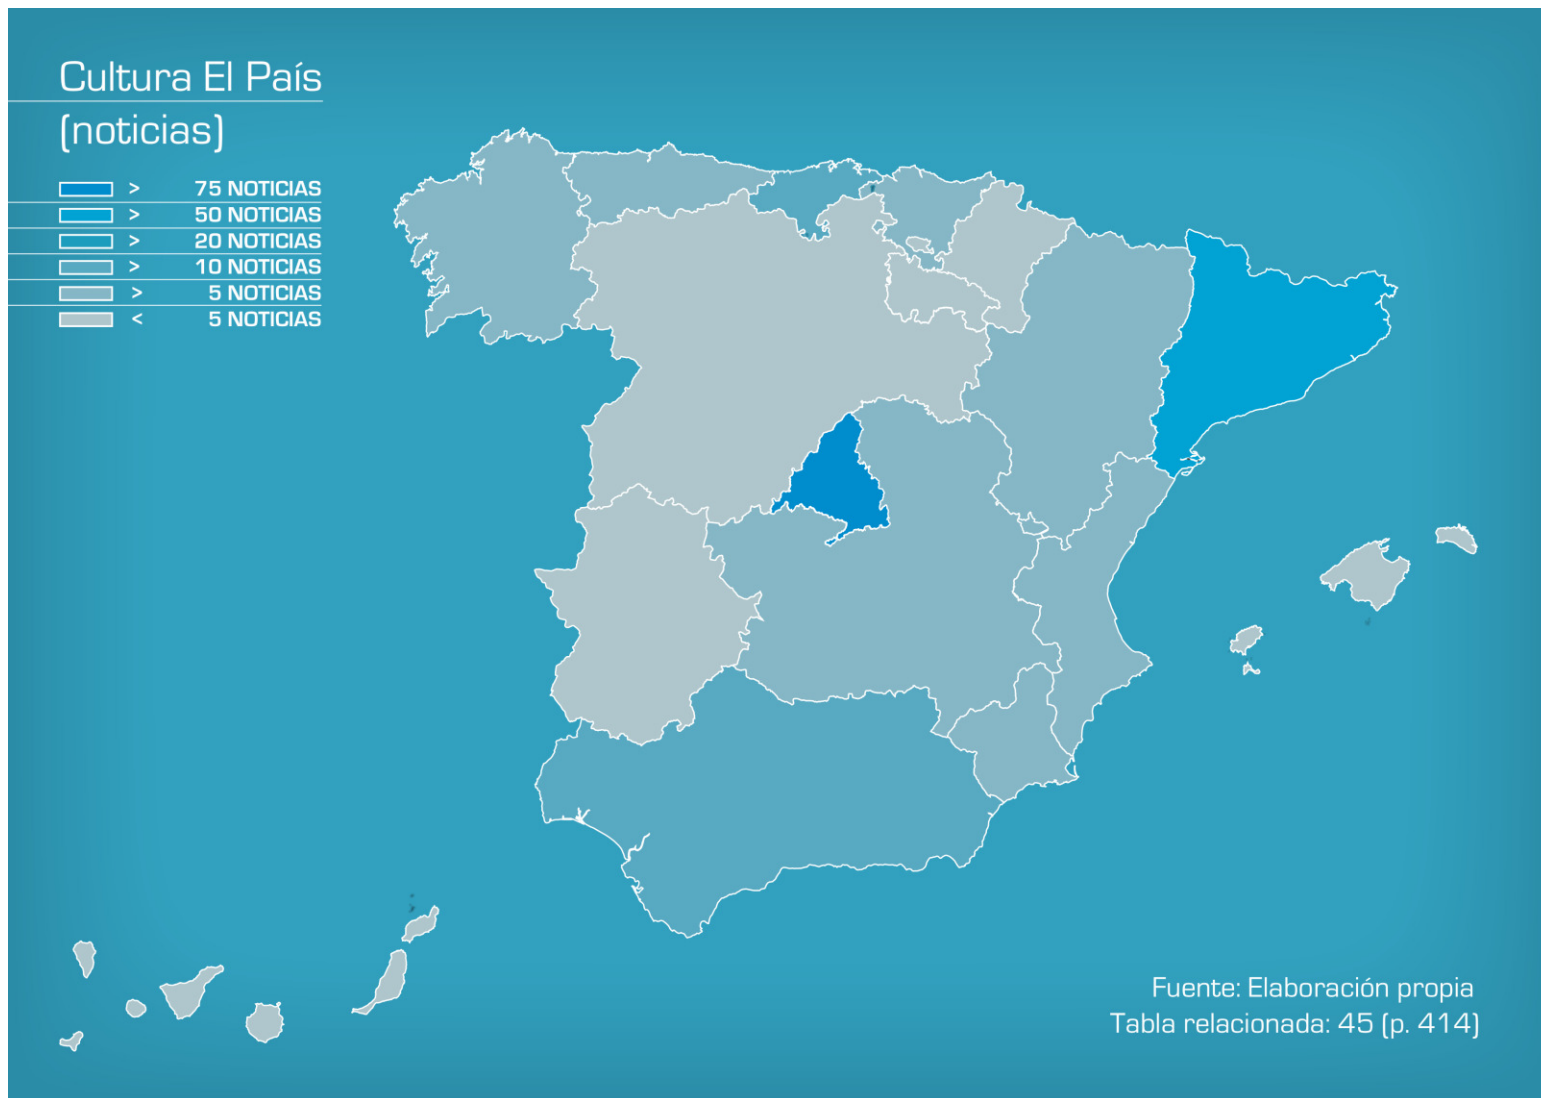 Cultura El País
(noticias)
> 75 NOTICIAS
> 50 NOTICIAS
> 20 NOTICIAS
> 10 NOTICIAS
> 5 NOTICIAS
< 5 NOTICIAS
Fuente: Elaboración propia
Tabla relacionada: 45 (p. 414)